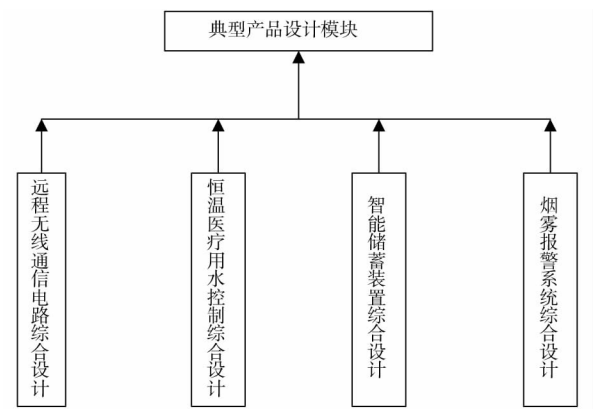 典型产品设计模块
远程无线通信电路综合设计
恒温医疗用水控制综合设计
智能储蓄装置综合设计
烟雾报警系统综合设计